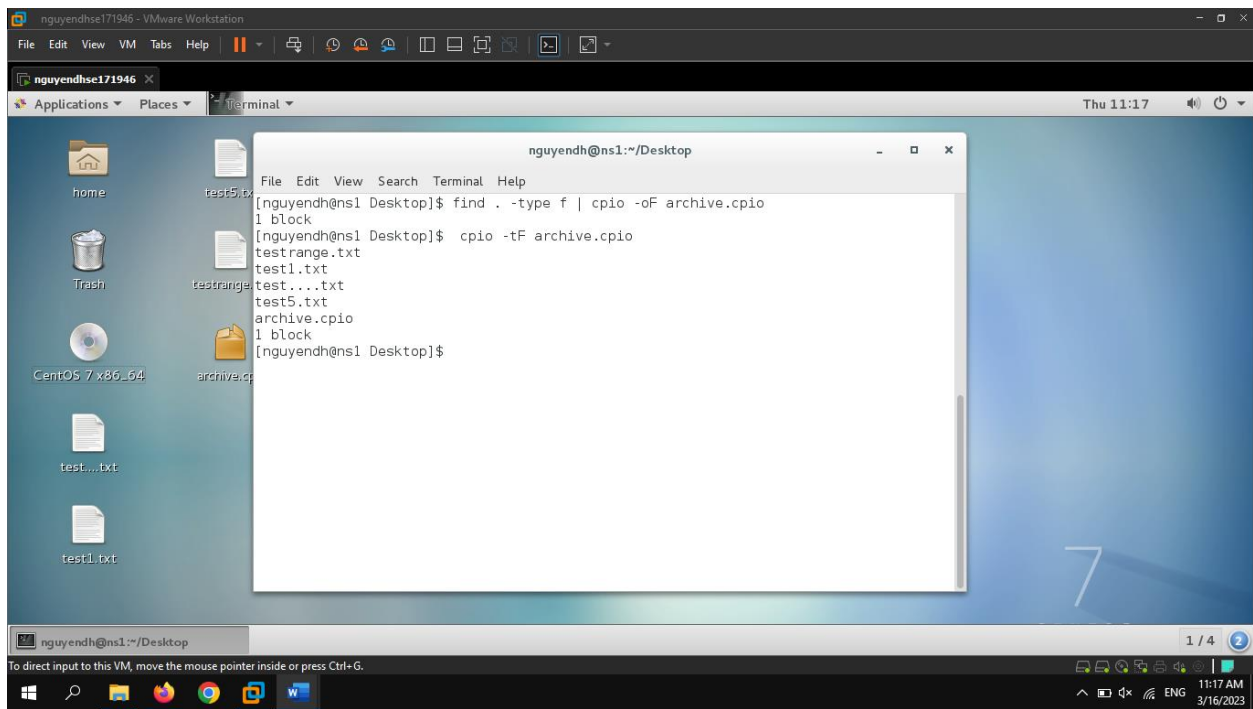 nguyendhse171946 - VMware Workstation
File Edit View VM Tabs Help
nguyendhse171946
Applications Places Terminal Thu 11:17
nguyendh@ns1:~/Desktop
File Edit View Search Terminal Help
[nguyendh@ns1 Desktop]$ find . -type f | cpio -oF archive.cpio
1 block
[nguyendh@ns1 Desktop]$  cpio -tF archive.cpio
testrange.txt
test1.txt
test....txt
test5.txt
archive.cpio
1 block
[nguyendh@ns1 Desktop]$
home
test5.tx
Trash
testrange.
CentOS 7 x86_64
archive.cp
test....txt
test1.txt
7
nguyendh@ns1:~/Desktop
1 / 4
2
To direct input to this VM, move the mouse pointer inside or press Ctrl+G.
ENG
11:17 AM
3/16/2023